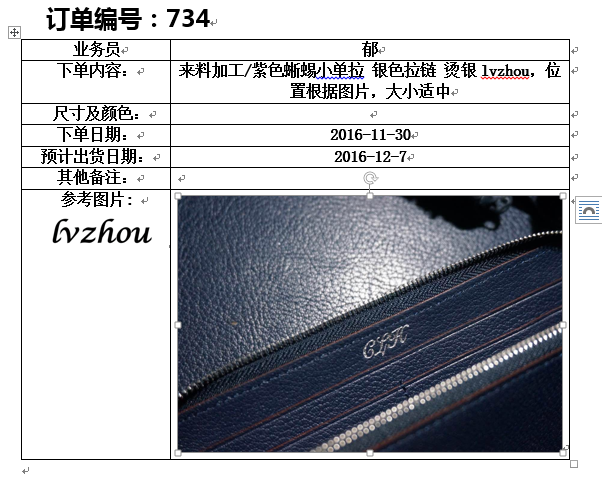 订单编号：734
业务员
郁
下单内容：
来料加工/紫色蜥蜴小单拉 银色拉链 烫银 lvzhou，位
置根据图片，大小适中
尺寸及颜色：
下单日期：
2016-11-30
预计出货日期：
2016-12-7
其他备注：
参考图片：
lvzhou
CLH